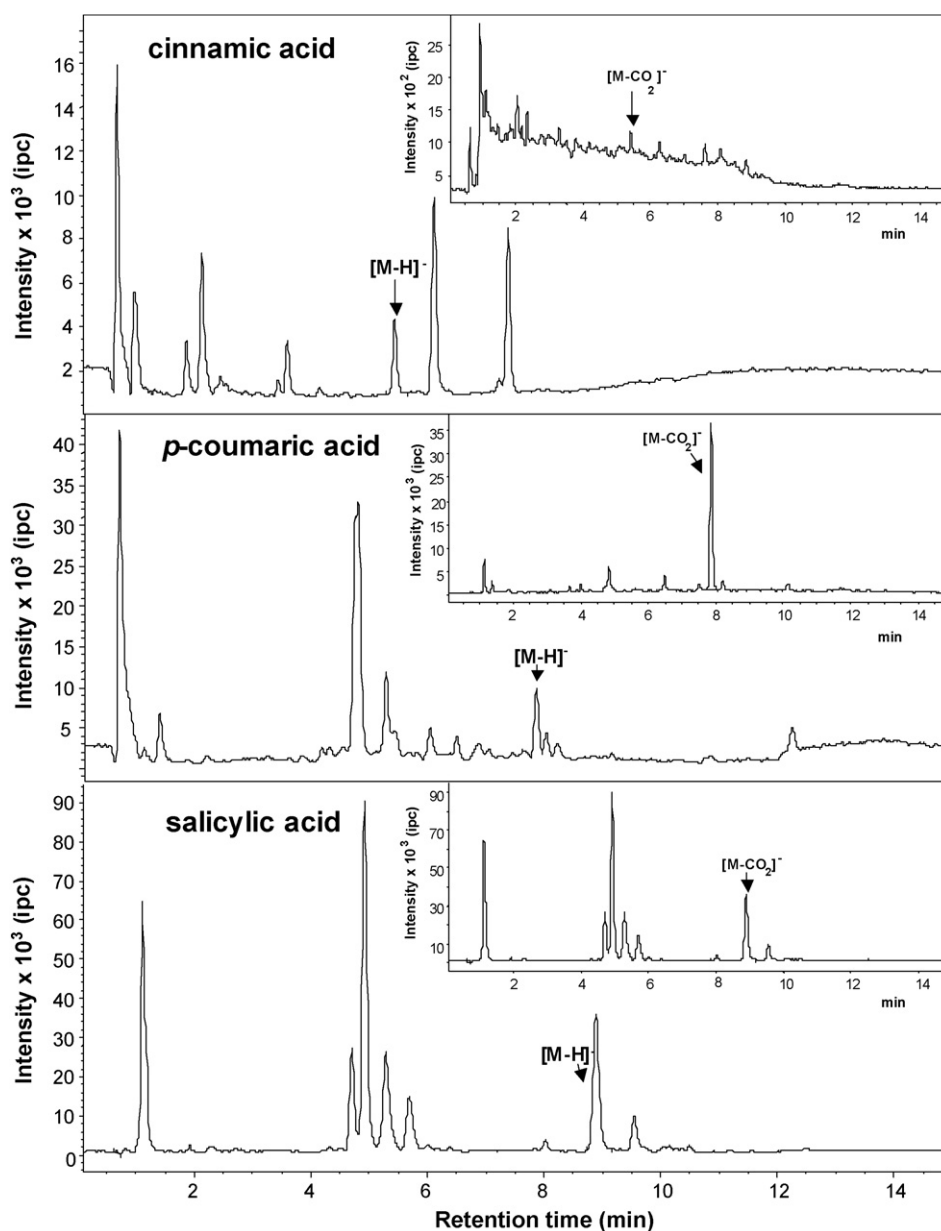 cinnamic acid
Intensity x 10³ (ipc)
16
14
12
10
8
6
4
2
[M-H]⁻
Intensity x 10² (ipc)
25
20
15
10
5
[M-CO₂]⁻
2 4 6 8 10 12 14
min
p-coumaric acid
Intensity x 10³ (ipc)
40
35
30
25
20
15
10
5
[M-H]⁻
Intensity x 10³ (ipc)
35
30
25
20
15
10
5
[M-CO₂]⁻
2 4 6 8 10 12 14
min
salicylic acid
Intensity x 10³ (ipc)
90
80
70
60
50
40
30
20
10
0
[M-H]⁻
Intensity x 10³ (ipc)
90
70
50
30
10
[M-CO₂]⁻
2 4 6 8 10 12 14
min
2 4 6 8 10 12 14
Retention time (min)